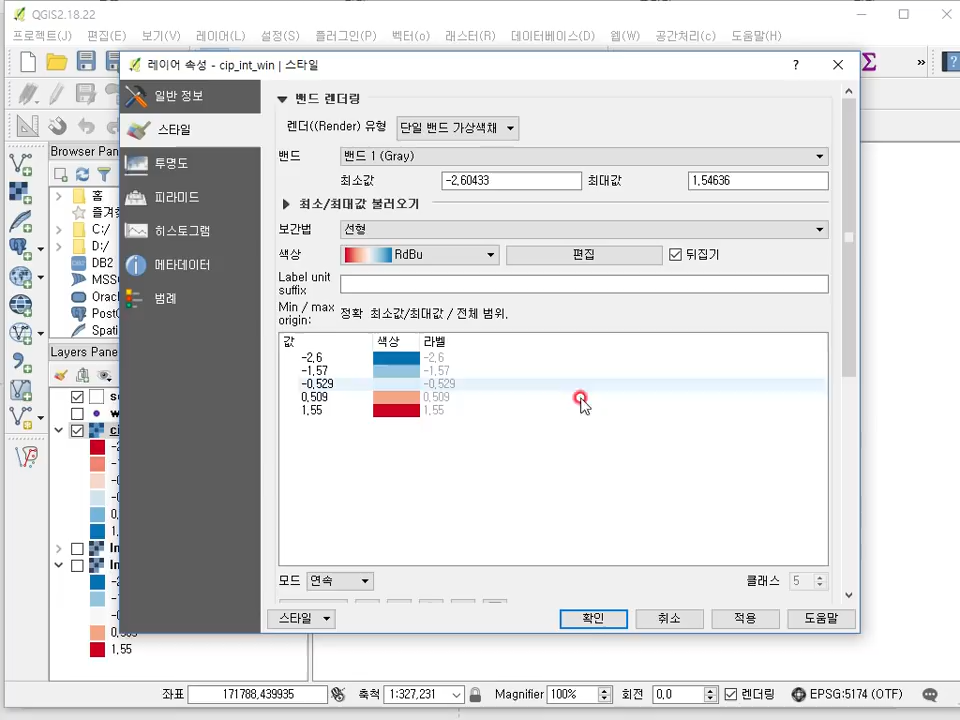 QGIS2.18.22
프로젝트(J) 편집(E) 보기(V) 레이어(L) 설정(S) 플러그인(P) 벡터(o) 래스터(R) 데이터베이스(D) 웹(W) 공간처리(c) 도움말(H)
레이어 속성 - cip_int_win | 스타일
일반 정보
스타일
투명도
피라미드
히스토그램
메타데이터
범례
밴드 렌더링
렌더((Render) 유형 단일 밴드 가상색채
밴드 밴드 1 (Gray)
최소값 -2.60433 최대값 1.54636
최소/최대값 불러오기
보간법 선형
색상 RdBu 편집 뒤집기
Label unit
suffix
Min / max
origin: 정확 최소값/최대값 / 전체 범위.
값 색상 라벨
-2.6 -2.6
-1.57 -1.57
-0.529 -0.529
0.509 0.509
1.55 1.55
모드 연속 클래스 5
스타일 확인 취소 적용 도움말
Browser Pan
홈
즐겨
C:/
D:/
DB2
MSS
Orac
Post
Spati
Layers Pane
1.55
좌표 171788,439935 축척 1:327,231 Magnifier 100% 회전 0.0 렌더링 EPSG:5174 (OTF)